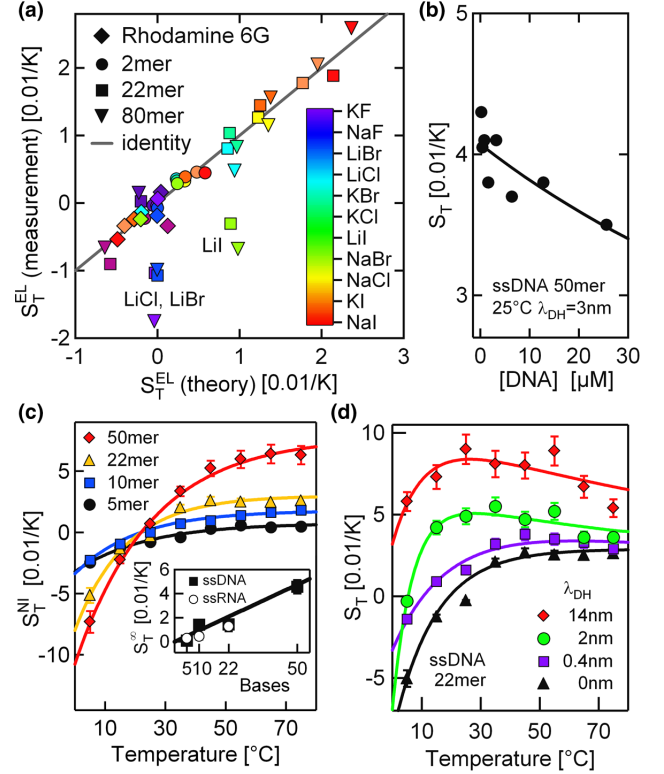 (a)
Rhodamine 6G
2mer
22mer
80mer
identity
KF
NaF
LiBr
LiCl
KBr
KCl
LiI
NaBr
NaCl
KI
NaI
LiI
LiCl, LiBr
2
1
0
-1
-2
-1
0
1
2
3
S_T^EL (measurement) [0.01/K]
S_T^EL (theory) [0.01/K]
(b)
5
4
3
S_T [0.01/K]
ssDNA 50mer
25°C λ_DH=3nm
0
10
20
30
[DNA] [µM]
(c)
50mer
22mer
10mer
5mer
5
0
-5
-10
S_T^NI [0.01/K]
10
30
50
70
Temperature [°C]
ssDNA
ssRNA
6
4
2
0
S_T^∞ [0.01/K]
5 10 22 50
Bases
(d)
10
5
0
-5
S_T [0.01/K]
λ_DH
14nm
2nm
0.4nm
0nm
ssDNA
22mer
10
30
50
70
Temperature [°C]